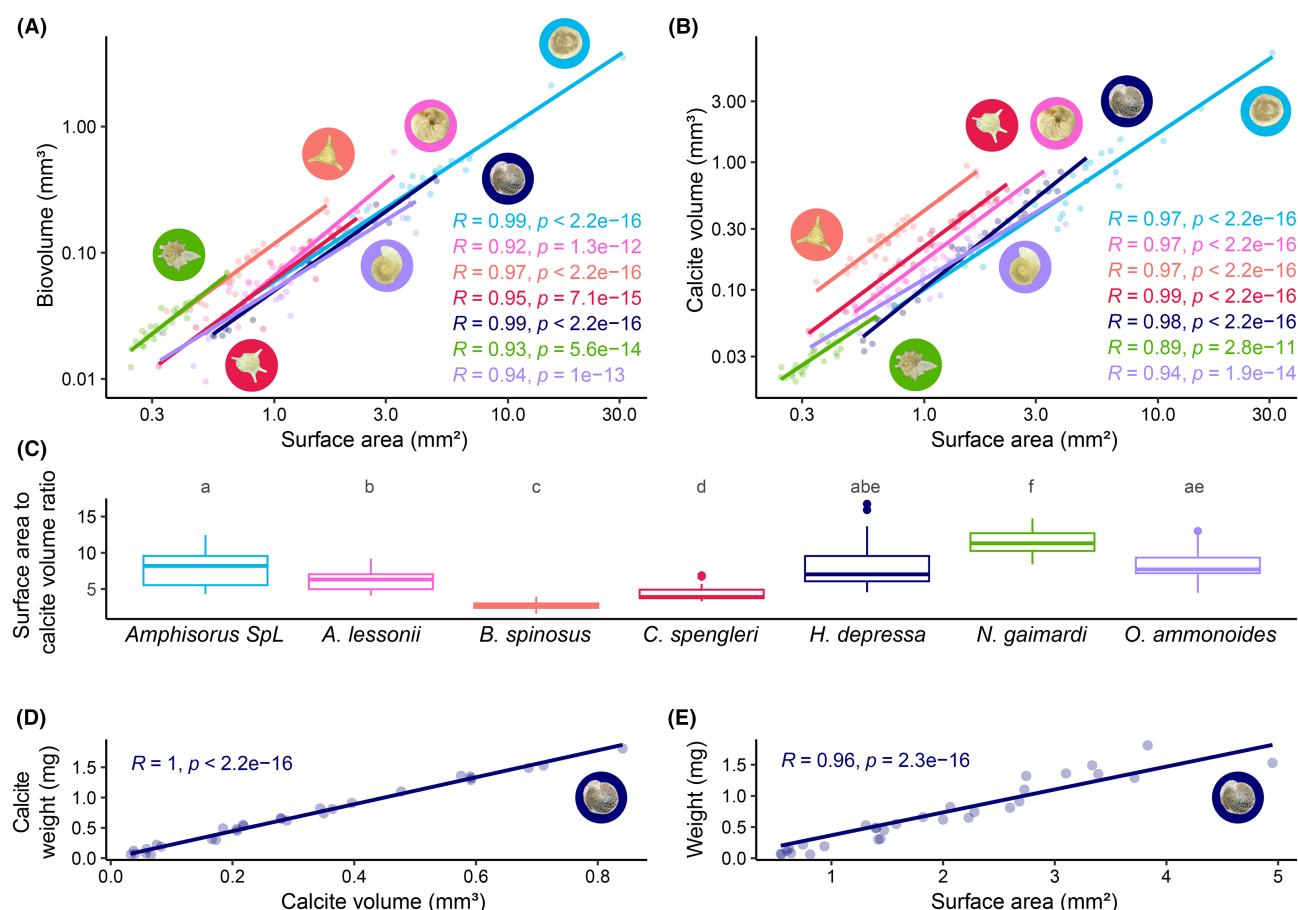 (A)
Biovolume (mm³)
1.00
0.10
0.01
R = 0.99, p < 2.2e−16
R = 0.92, p = 1.3e−12
R = 0.97, p < 2.2e−16
R = 0.95, p = 7.1e−15
R = 0.99, p < 2.2e−16
R = 0.93, p = 5.6e−14
R = 0.94, p = 1e−13
0.3 1.0 3.0 10.0 30.0
Surface area (mm²)
(B)
Calcite volume (mm³)
3.00
1.00
0.30
0.10
0.03
R = 0.97, p < 2.2e−16
R = 0.97, p < 2.2e−16
R = 0.97, p < 2.2e−16
R = 0.99, p < 2.2e−16
R = 0.98, p < 2.2e−16
R = 0.89, p = 2.8e−11
R = 0.94, p = 1.9e−14
0.3 1.0 3.0 10.0 30.0
Surface area (mm²)
(C)
Surface area to
calcite volume ratio
a b c d abe f ae
15
10
5
Amphisorus SpL A. lessonii B. spinosus C. spengleri H. depressa N. gaimardi O. ammonoides
(D)
Calcite
weight (mg)
1.5
1.0
0.5
0.0
R = 1, p < 2.2e−16
0.0 0.2 0.4 0.6 0.8
Calcite volume (mm³)
(E)
Weight (mg)
1.5
1.0
0.5
0.0
R = 0.96, p = 2.3e−16
1 2 3 4 5
Surface area (mm²)